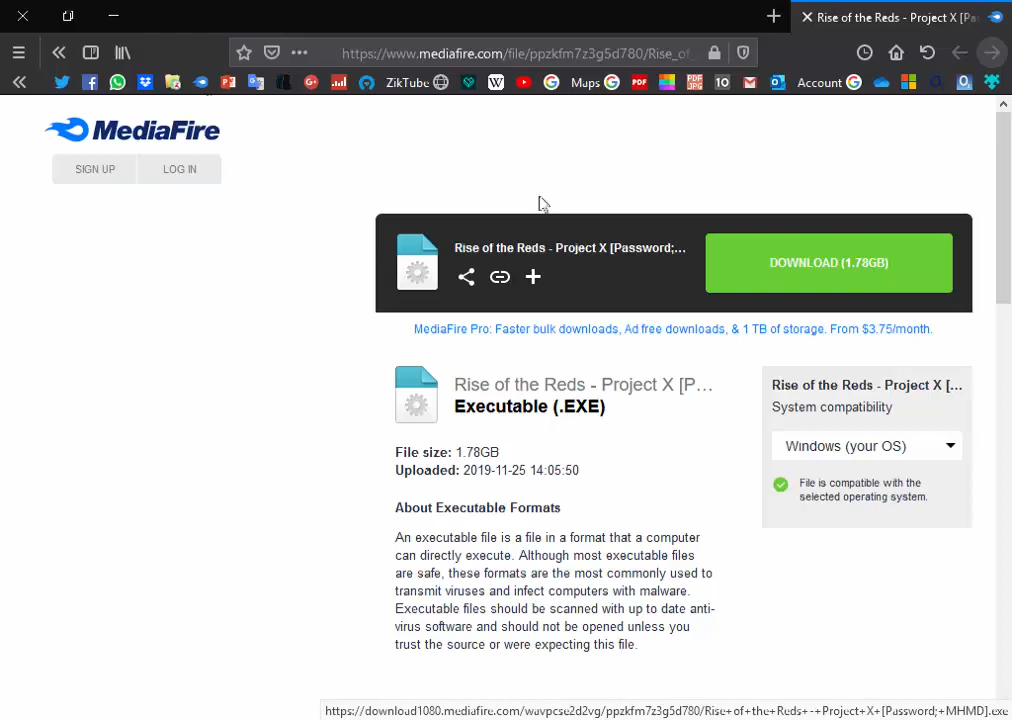 Rise of the Reds - Project X [Pa
https://www.mediafire.com/file/ppzkfm7z3g5d780/Rise_of
ZikTube
Maps
10
Account
MediaFire
SIGN UP
LOG IN
Rise of the Reds - Project X [Password;...
DOWNLOAD (1.78GB)
MediaFire Pro: Faster bulk downloads, Ad free downloads, & 1 TB of storage. From $3.75/month.
Rise of the Reds - Project X [P...
Executable (.EXE)
File size: 1.78GB
Uploaded: 2019-11-25 14:05:50
About Executable Formats
An executable file is a file in a format that a computer
can directly execute. Although most executable files
are safe, these formats are the most commonly used to
transmit viruses and infect computers with malware.
Executable files should be scanned with up to date anti-
virus software and should not be opened unless you
trust the source or were expecting this file.
Rise of the Reds - Project X [...
System compatibility
Windows (your OS)
File is compatible with the
selected operating system.
https://download1080.mediafire.com/wavpcse2d2vg/ppzkfm7z3g5d780/Rise+of+the+Reds+-+Project+X+[Password;+MHMD].exe